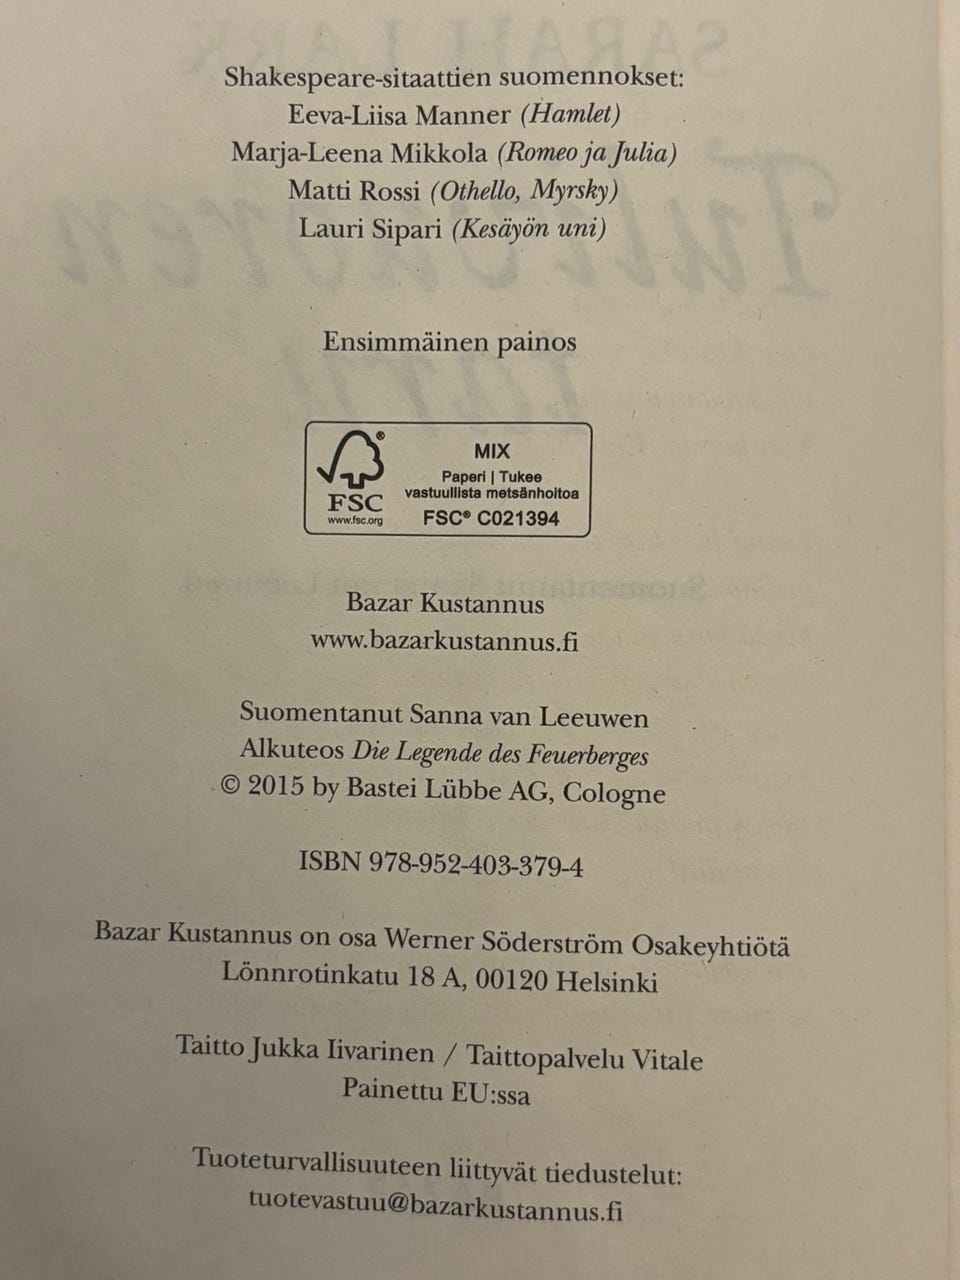 Shakespeare-sitaattien suomennokset:
Eeva-Liisa Manner (Hamlet)
Marja-Leena Mikkola (Romeo ja Julia)
Matti Rossi (Othello, Myrsky)
Lauri Sipari (Kesäyön uni)
Ensimmäinen painos
FSC®
www.fsc.org
MIX
Paperi | Tukee
vastuullista metsänhoitoa
FSC® C021394
Bazar Kustannus
www.bazarkustannus.fi
Suomentanut Sanna van Leeuwen
Alkuteos Die Legende des Feuerberges
© 2015 by Bastei Lübbe AG, Cologne
ISBN 978-952-403-379-4
Bazar Kustannus on osa Werner Söderström Osakeyhtiötä
Lönnrotinkatu 18 A, 00120 Helsinki
Taitto Jukka Iivarinen / Taittopalvelu Vitale
Painettu EU:ssa
Tuoteturvallisuuteen liittyvät tiedustelut:
tuotevastuu@bazarkustannus.fi